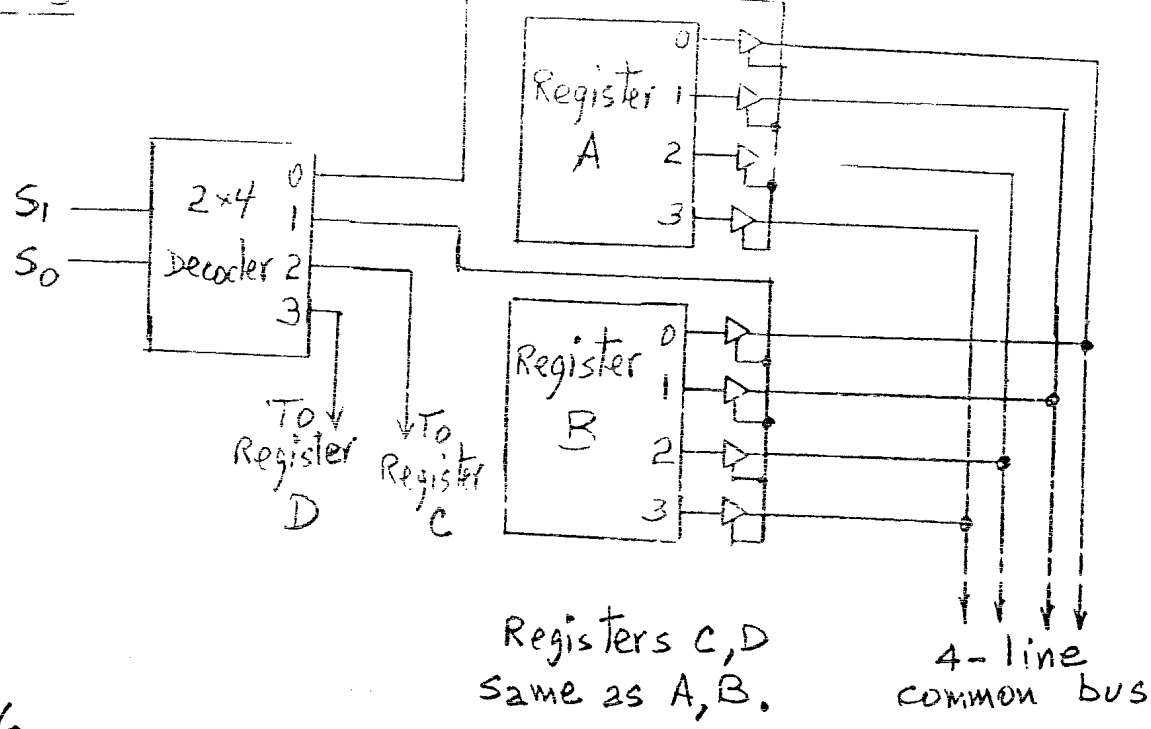 S1
S0
2×4
Decoder
0
1
2
3
To
Register
D
To
Register
C
Register
A
0
1
2
3
Register
B
0
1
2
3
Registers C, D
same as A, B.
4-line
common bus